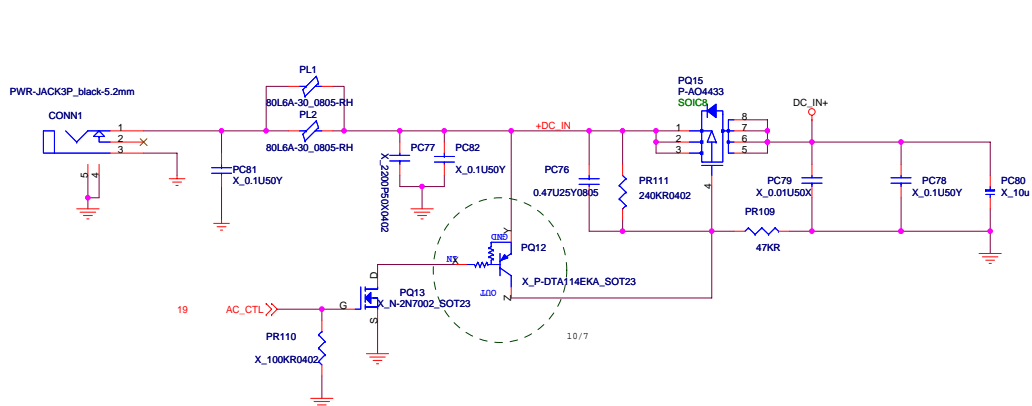 PL1
80L6A-30_0805-RH
PL2
80L6A-30_0805-RH
PWR-JACK3P_black-5.2mm
CONN1
1
2
3
5
4
PC81
X_0.1U50Y
PC77
X_2200P50X0402
PC82
X_0.1U50Y
+DC_IN
PC76
0.47U25Y0805
PR111
240KR0402
PQ15
P-AO4433
SOIC8
1
2
3
8
7
6
5
4
DC_IN+
PC79
X_0.01U50X
PC78
X_0.1U50Y
PC80
X_10u
PR109
47KR
GND
Y
IN
X
PQ12
X_P-DTA114EKA_SOT23
OUT
Z
D
PQ13
X_N-2N7002_SOT23
G
S
19
AC_CTL
PR110
X_100KR0402
10/7